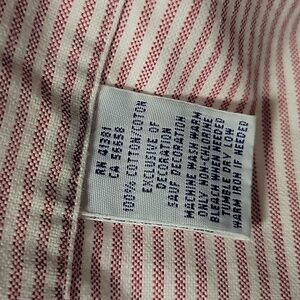 RN 41381
CA 56858
100% COTTON/COTON
EXCLUSIVE OF
DECORATION
SAUF DECORATION
MACHINE WASH WARM
ONLY NON-CHLORINE
BLEACH WHEN NEEDED
TUMBLE DRY LOW
WARM IRON IF NEEDED